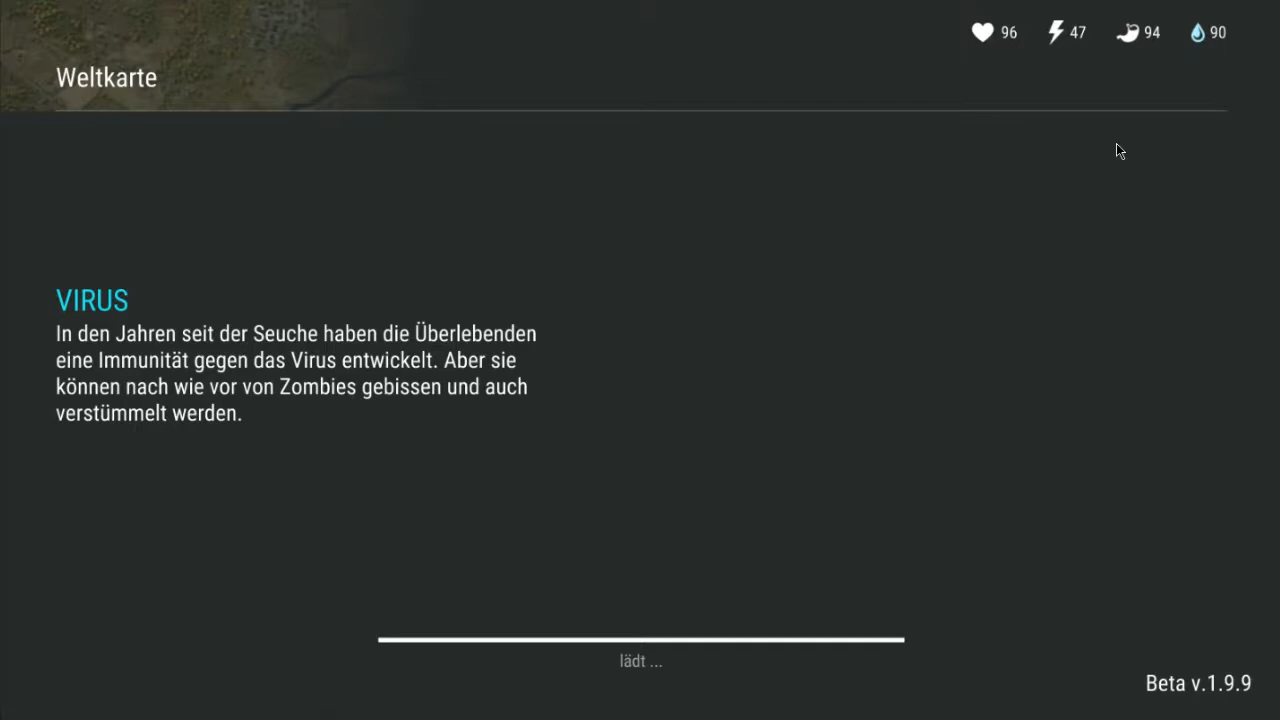 96 47 94 90
Weltkarte
VIRUS
In den Jahren seit der Seuche haben die Überlebenden
eine Immunität gegen das Virus entwickelt. Aber sie
können nach wie vor von Zombies gebissen und auch
verstümmelt werden.
lädt ...
Beta v.1.9.9